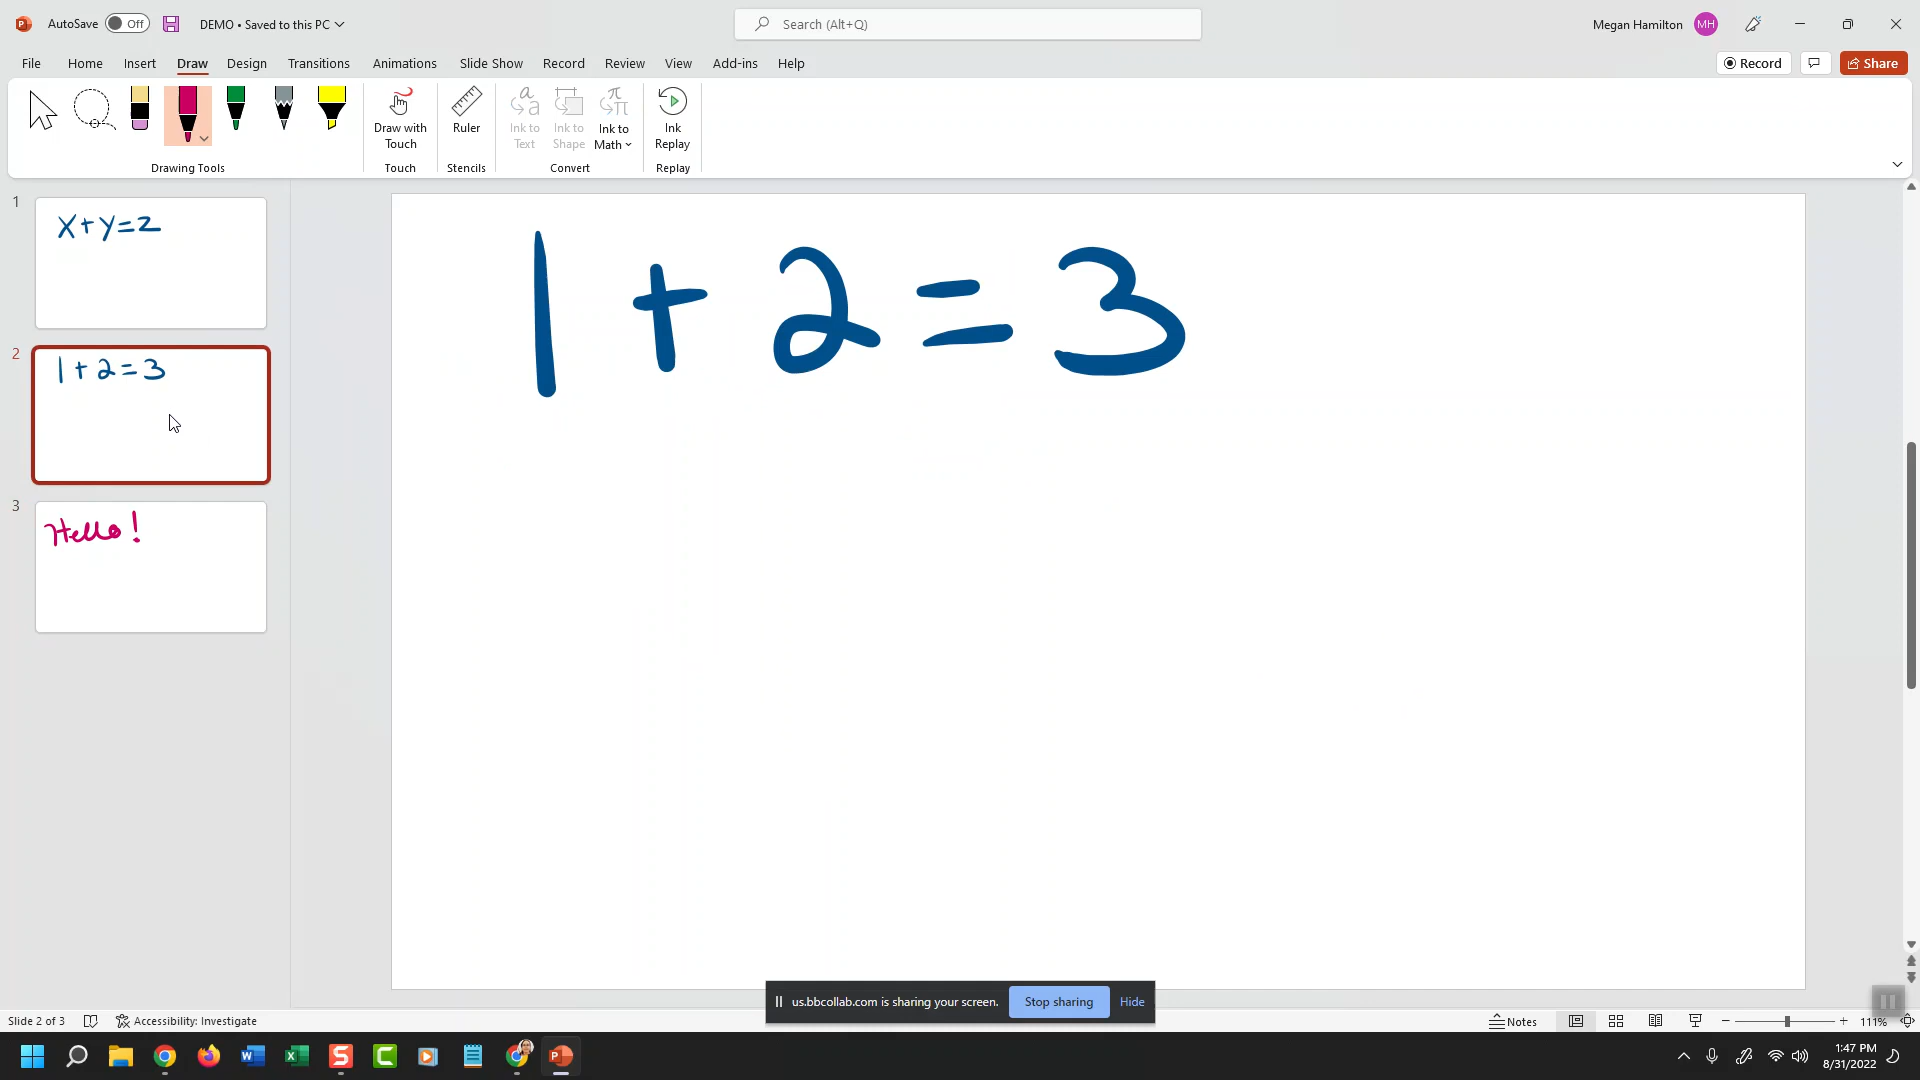 AutoSave Off DEMO • Saved to this PC Search (Alt+Q) Megan Hamilton MH
File Home Insert Draw Design Transitions Animations Slide Show Record Review View Add-ins Help Record Share
Draw with Touch
Ruler
Ink to Text
Ink to Shape
Ink to Math
Ink Replay
Drawing Tools Touch Stencils Convert Replay
1
X+y=2
2
1+2=3
3
Hello!
1+2=3
us.bbcollab.com is sharing your screen. Stop sharing Hide
Slide 2 of 3 Accessibility: Investigate Notes 111%
1:47 PM
8/31/2022